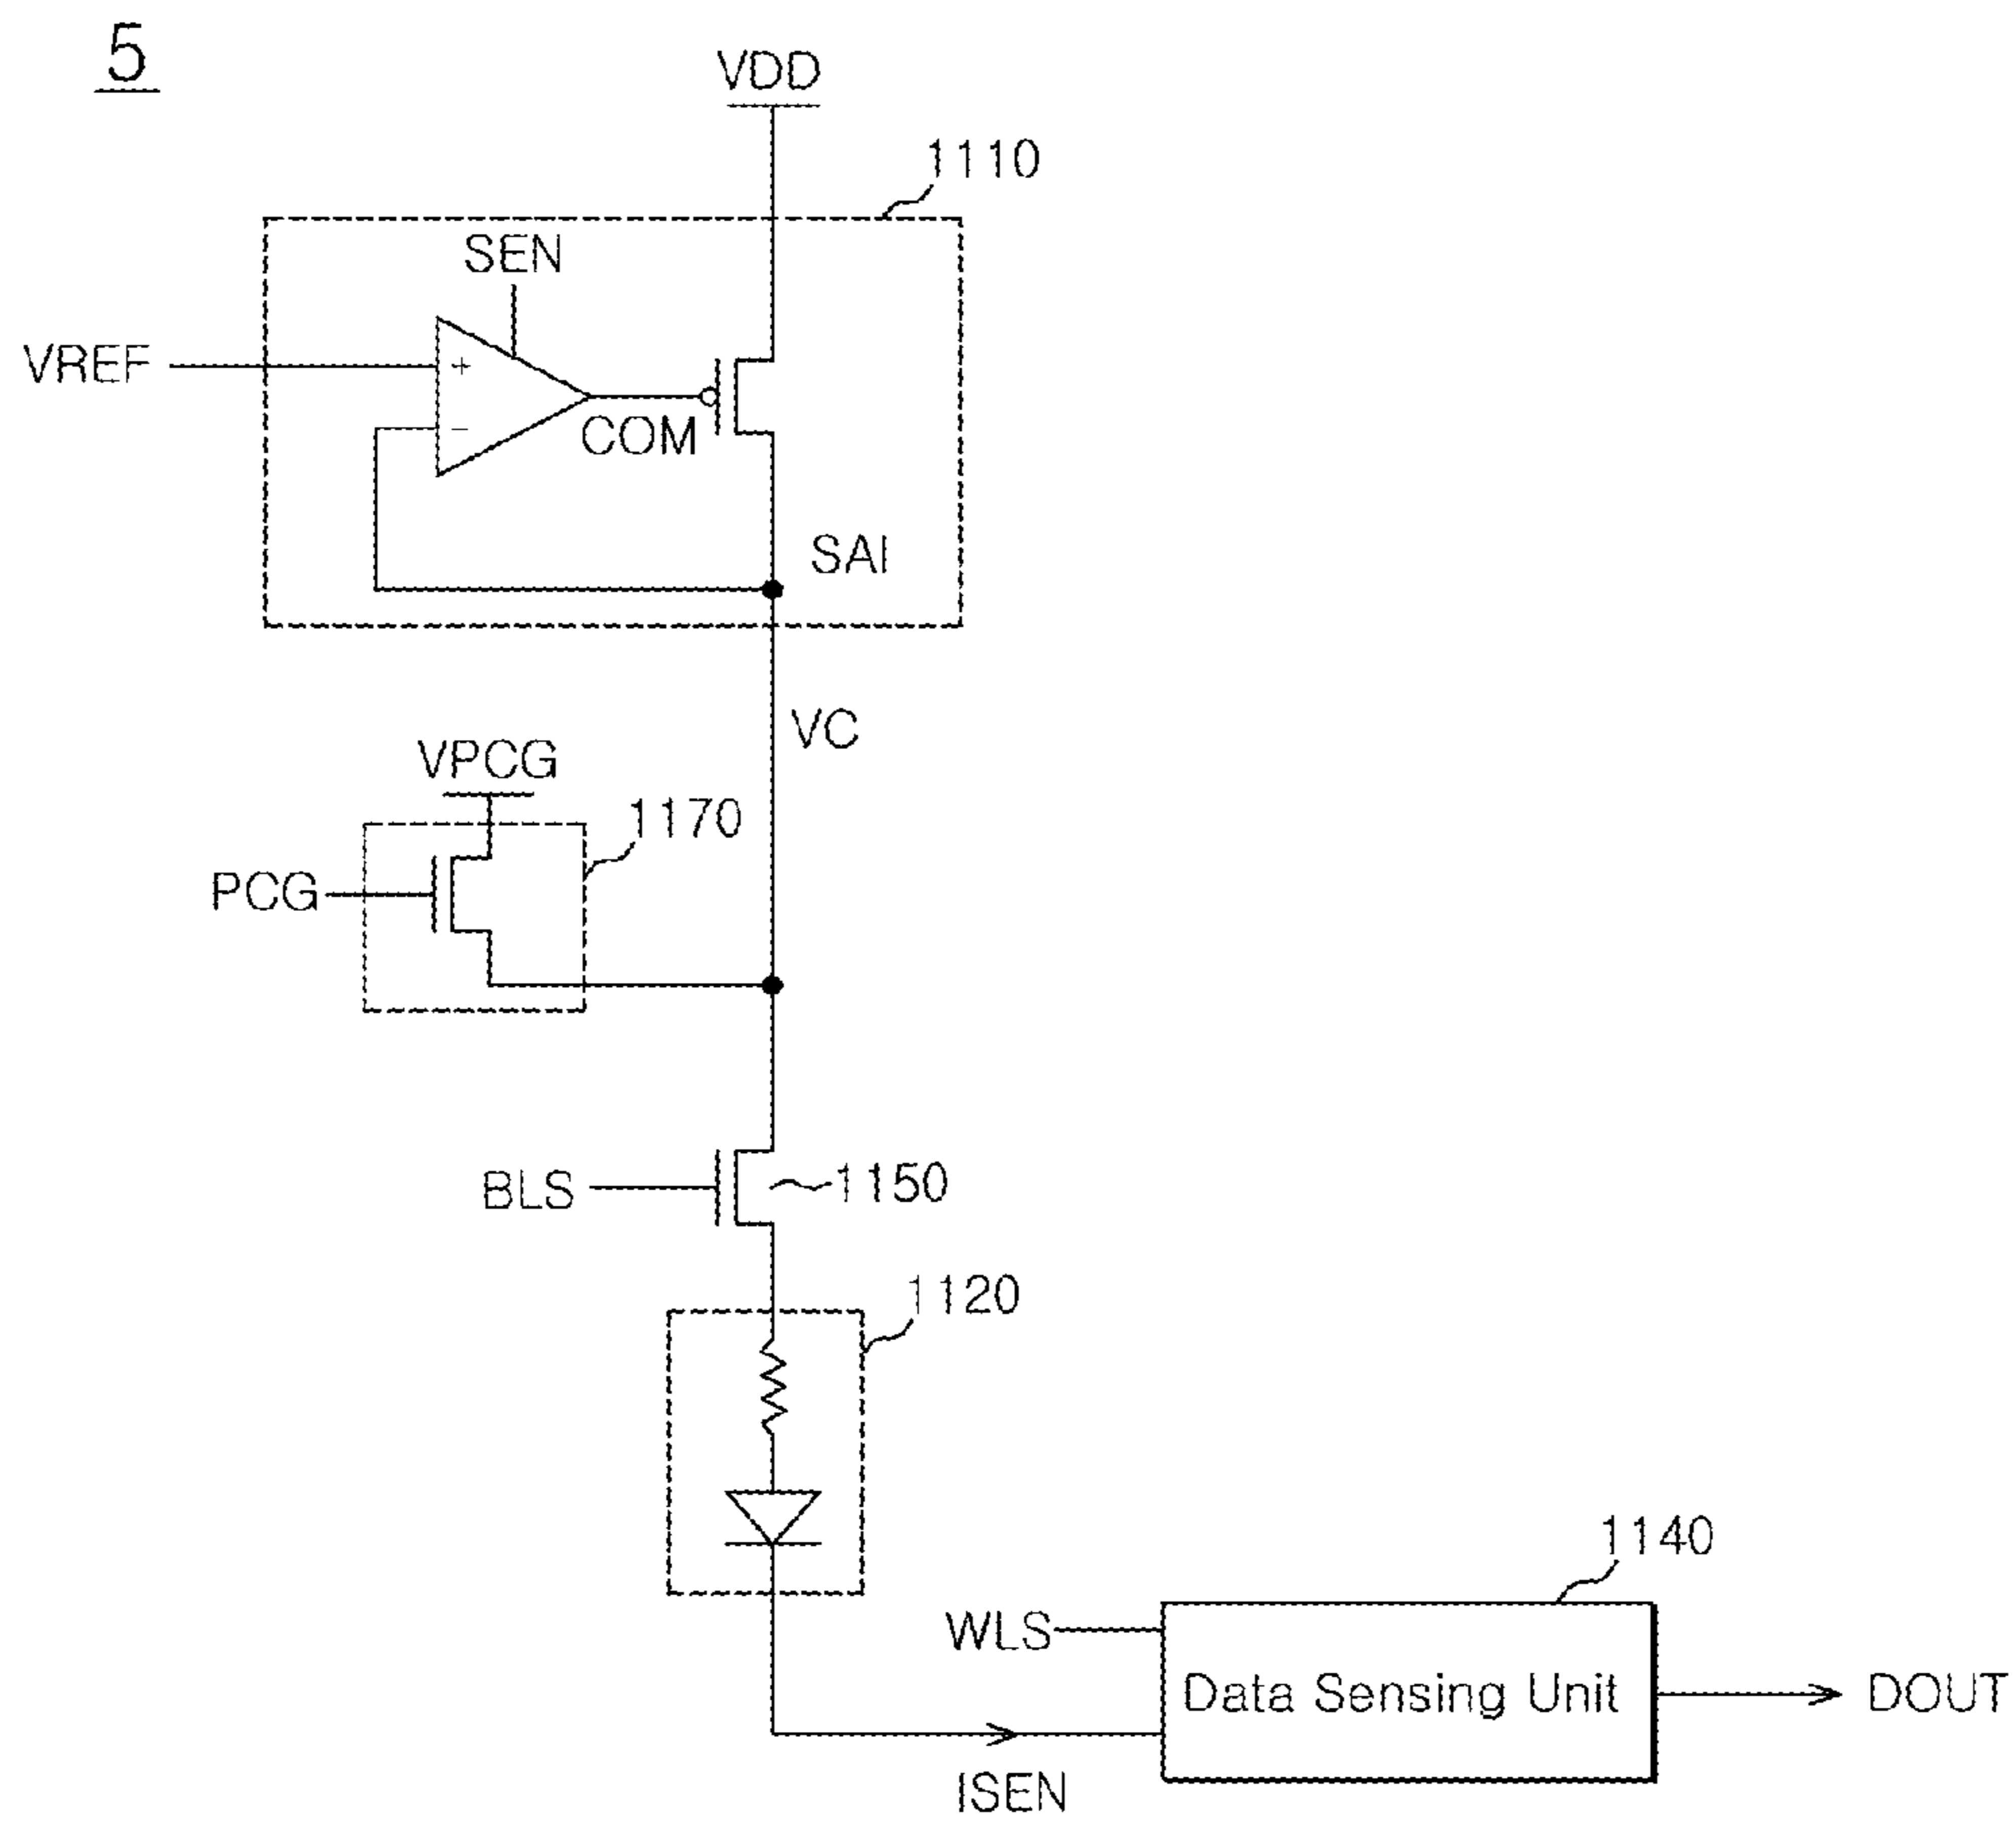 5
VDD
1110
SEN
VREF
+
COM
−
SAI
VC
VPCG
1170
PCG
BLS
1150
1120
1140
WLS
Data Sensing Unit
DOUT
ISEN